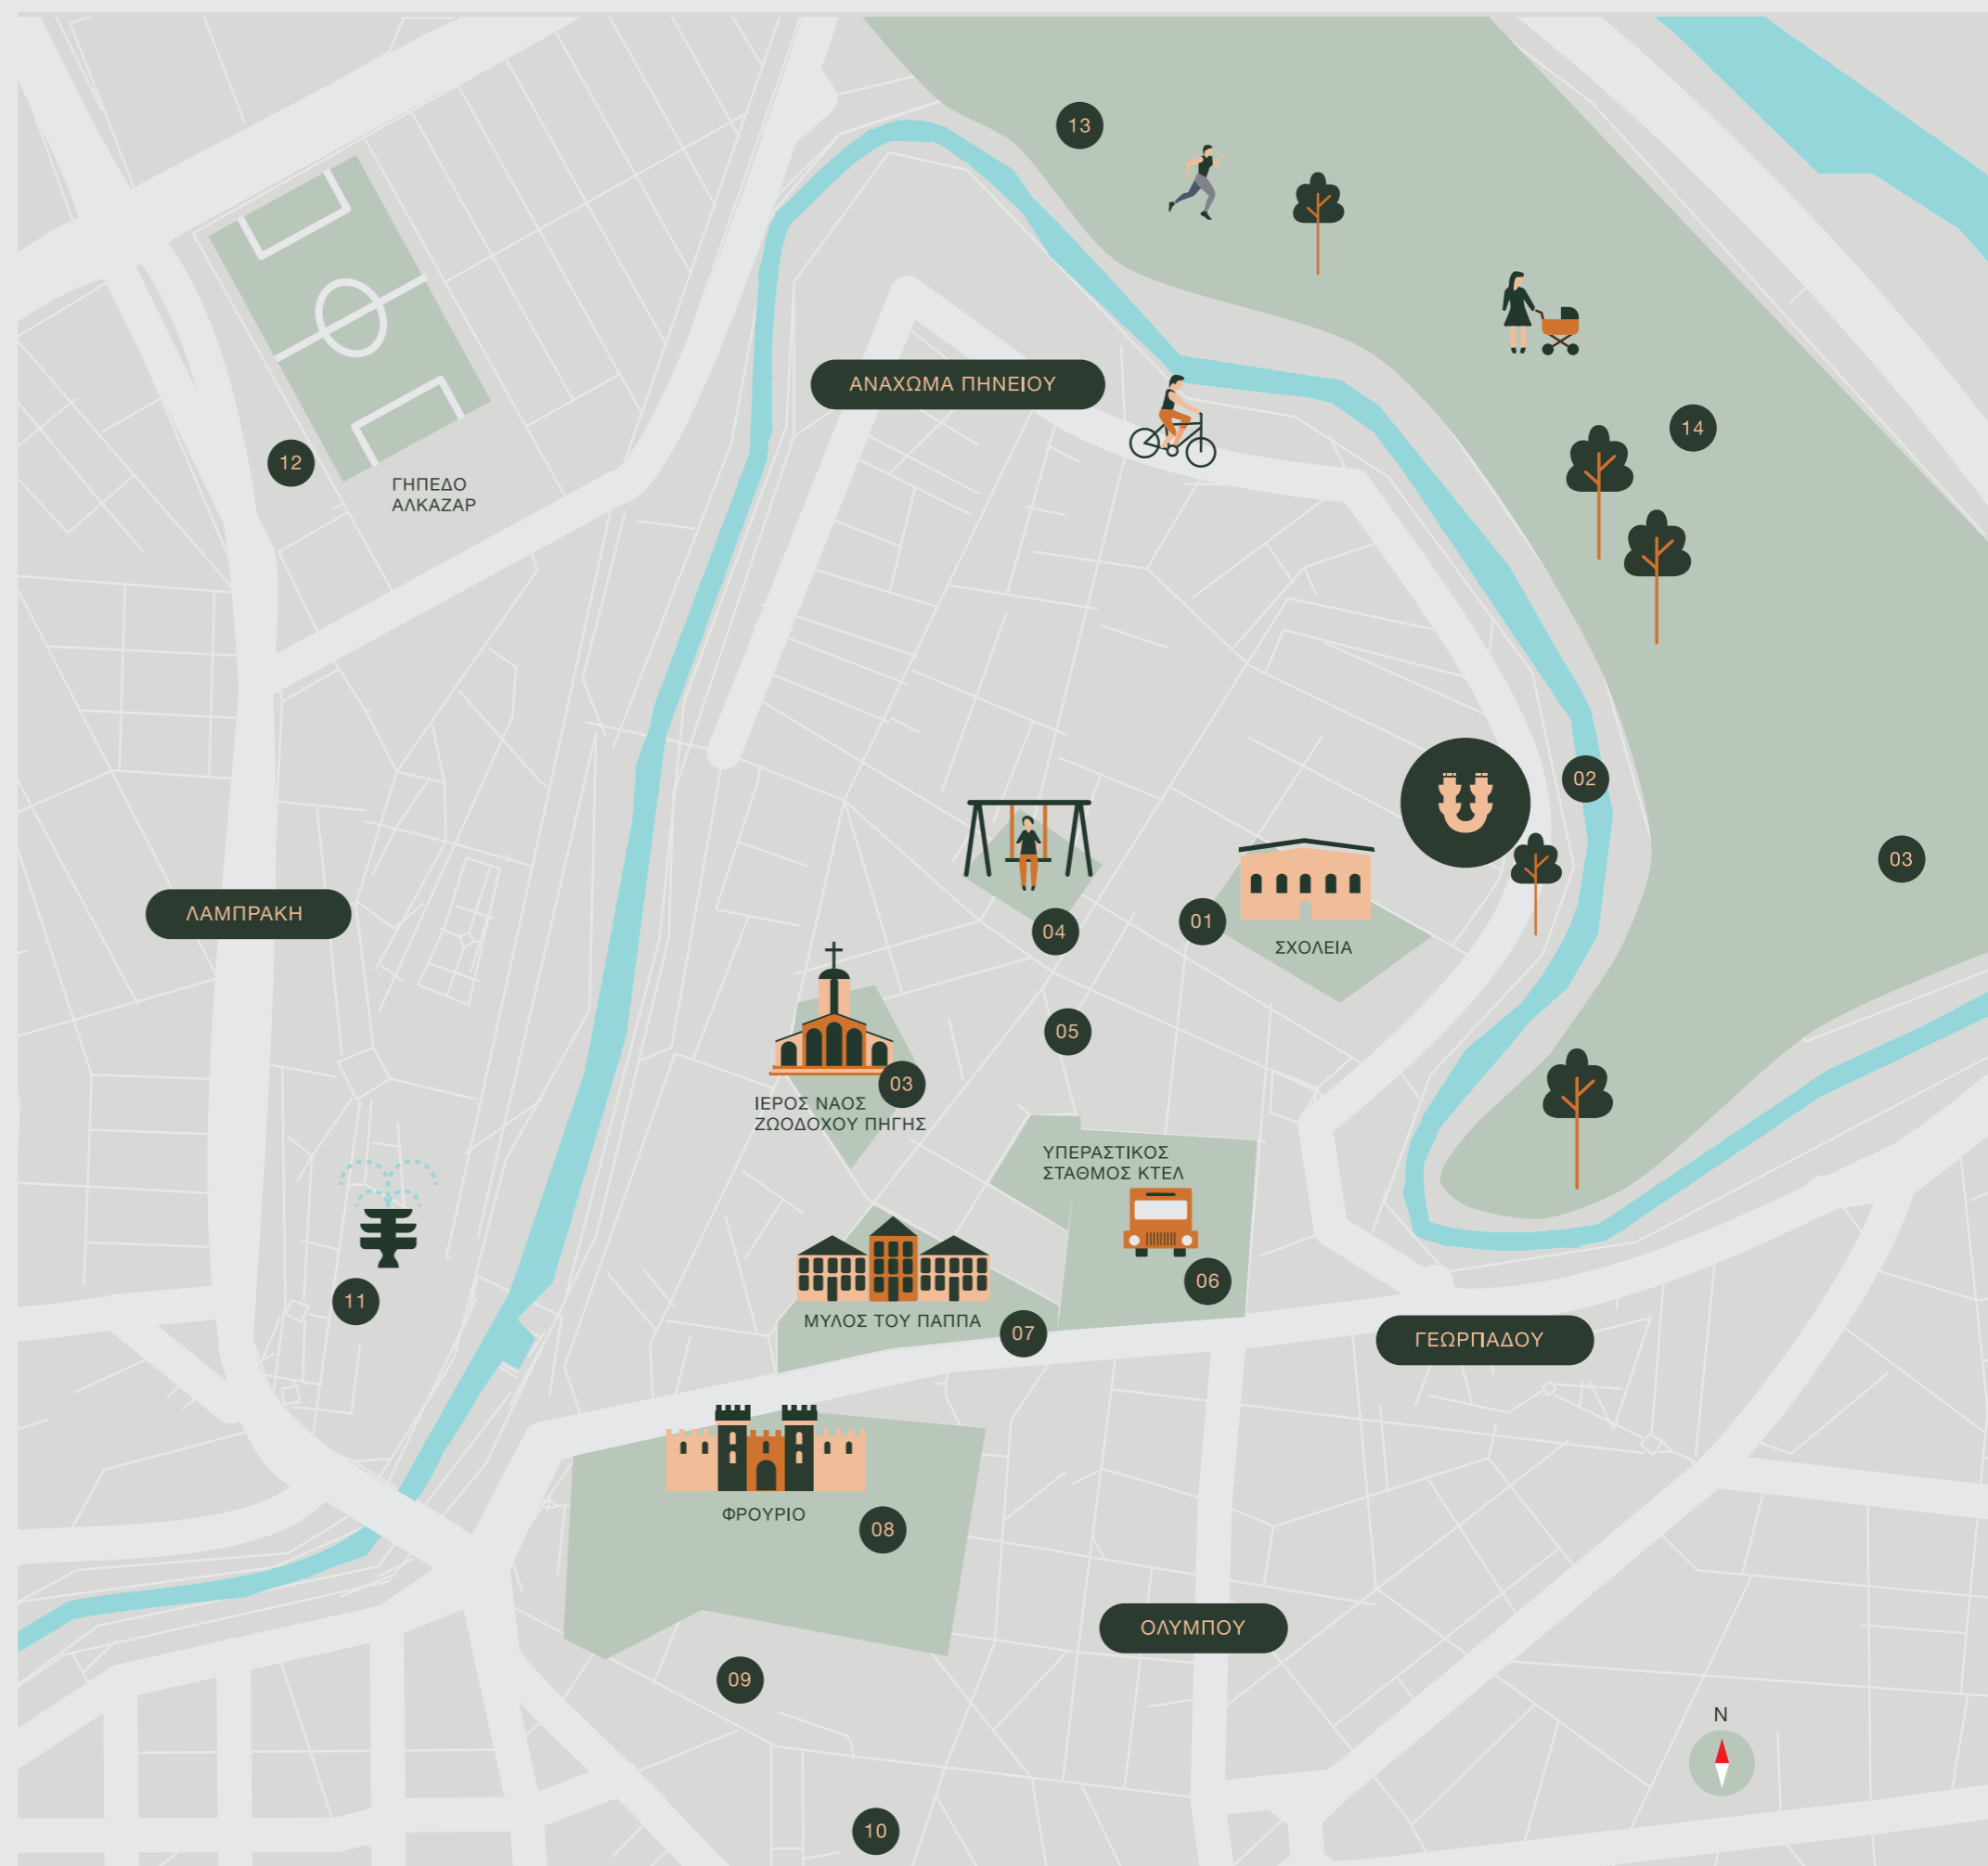 13
ΑΝΑΧΩΜΑ ΠΗΝΕΙΟΥ
14
12
ΓΗΠΕΔΟ
ΑΛΚΑΖΑΡ
02
03
ΛΑΜΠΡΑΚΗ
04
01
ΣΧΟΛΕΙΑ
05
03
ΙΕΡΟΣ ΝΑΟΣ
ΖΩΟΔΟΧΟΥ ΠΗΓΗΣ
ΥΠΕΡΑΣΤΙΚΟΣ
ΣΤΑΘΜΟΣ ΚΤΕΛ
06
11
ΜΥΛΟΣ ΤΟΥ ΠΑΠΠΑ
07
ΓΕΩΡΠΑΔΟΥ
ΦΡΟΥΡΙΟ
08
ΟΛΥΜΠΟΥ
09
N
10